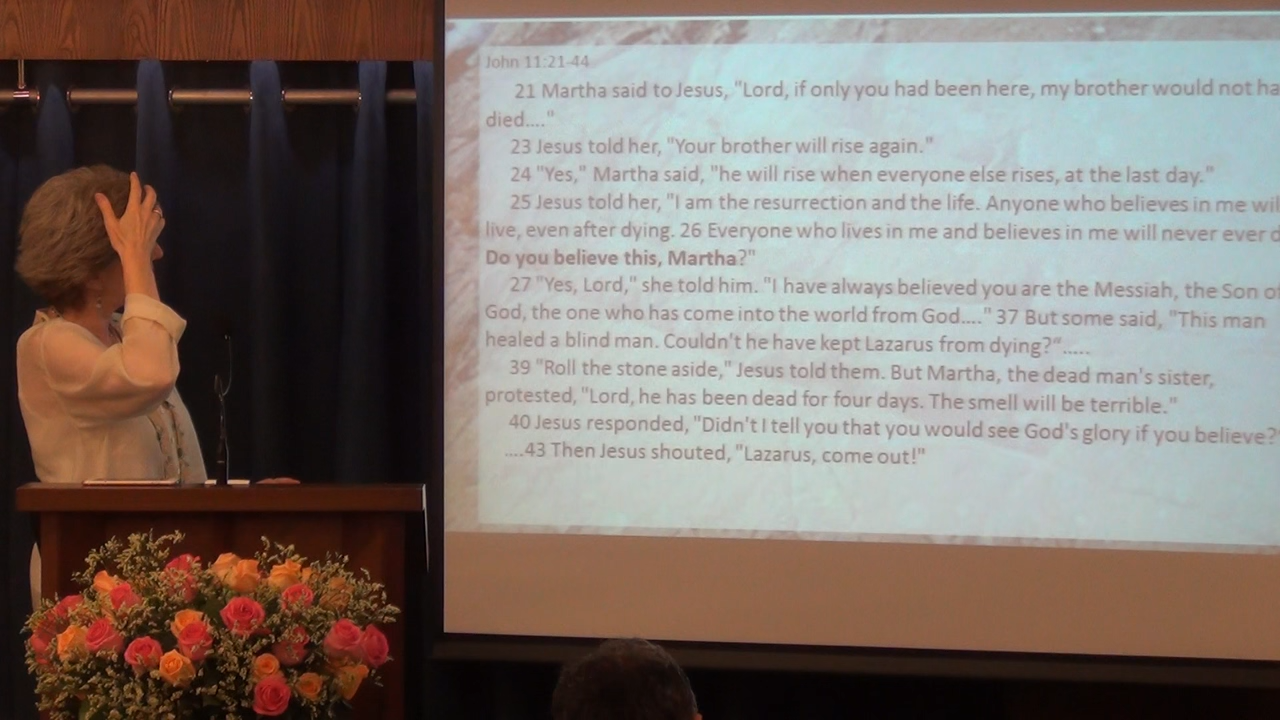 John 11:21-44
21 Martha said to Jesus, "Lord, if only you had been here, my brother would not ha
died...."
23 Jesus told her, "Your brother will rise again."
24 "Yes," Martha said, "he will rise when everyone else rises, at the last day."
25 Jesus told her, "I am the resurrection and the life. Anyone who believes in me wil
live, even after dying. 26 Everyone who lives in me and believes in me will never ever d
Do you believe this, Martha?"
27 "Yes, Lord," she told him. "I have always believed you are the Messiah, the Son of
God, the one who has come into the world from God...." 37 But some said, "This man
healed a blind man. Couldn't he have kept Lazarus from dying?".....
39 "Roll the stone aside," Jesus told them. But Martha, the dead man's sister,
protested, "Lord, he has been dead for four days. The smell will be terrible."
40 Jesus responded, "Didn't I tell you that you would see God's glory if you believe?
....43 Then Jesus shouted, "Lazarus, come out!"